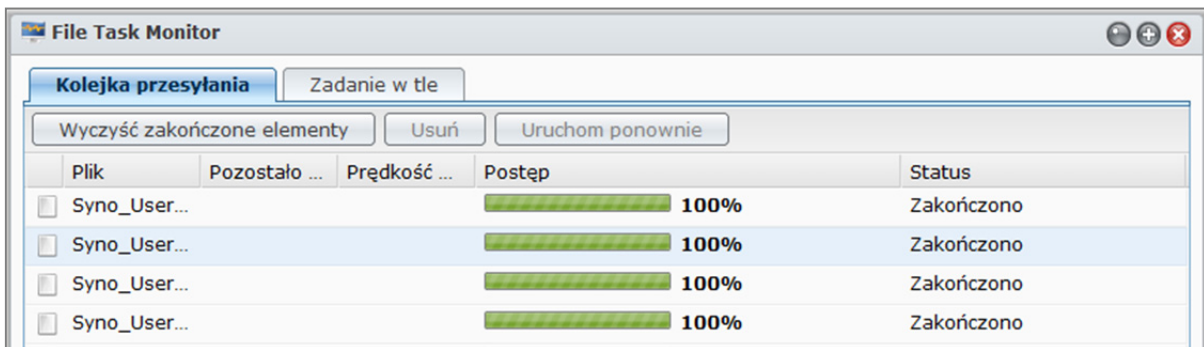 File Task Monitor
Kolejka przesyłania Zadanie w tle
Wyczyść zakończone elementy Usuń Uruchom ponownie
Plik Pozostało ... Prędkość ... Postęp Status
Syno_User... 100% Zakończono
Syno_User... 100% Zakończono
Syno_User... 100% Zakończono
Syno_User... 100% Zakończono